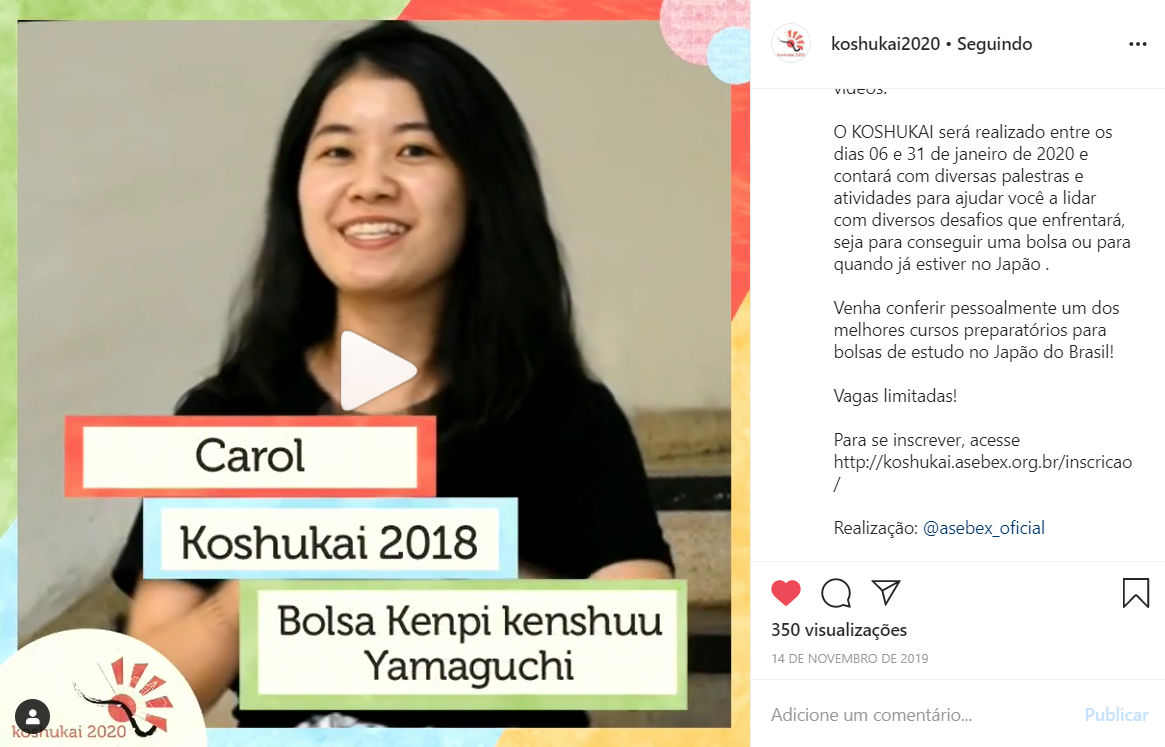 Carol
Koshukai 2018
Bolsa Kenpi kenshuu
Yamaguchi
koshukai 2020
koshukai2020 • Seguindo
vídeos.
O KOSHUKAI será realizado entre os
dias 06 e 31 de janeiro de 2020 e
contará com diversas palestras e
atividades para ajudar você a lidar
com diversos desafios que enfrentará,
seja para conseguir uma bolsa ou para
quando já estiver no Japão .
Venha conferir pessoalmente um dos
melhores cursos preparatórios para
bolsas de estudo no Japão do Brasil!
Vagas limitadas!
Para se inscrever, acesse
http://koshukai.asebex.org.br/inscricao
/
Realização: @asebex_oficial
350 visualizações
14 DE NOVEMBRO DE 2019
Adicione um comentário...
Publicar